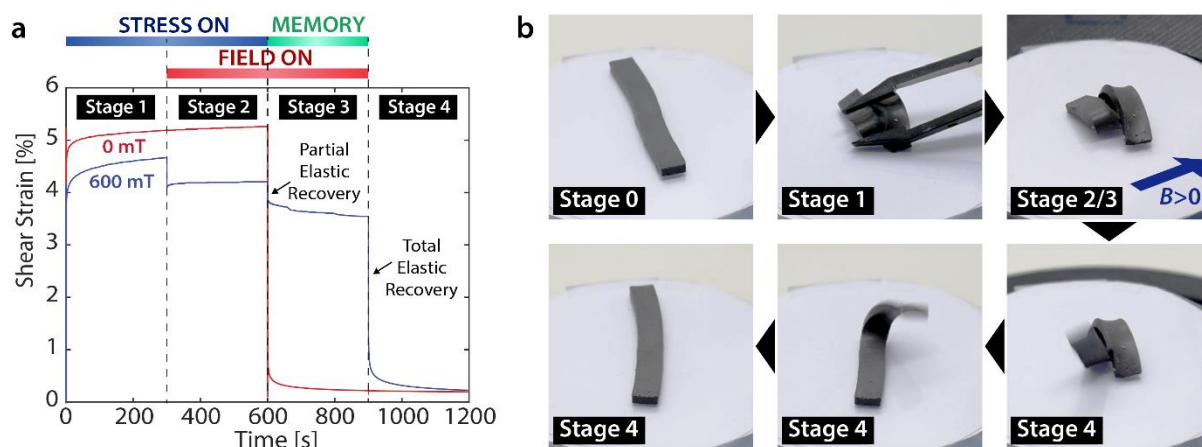 a
STRESS ON
MEMORY
FIELD ON
Shear Strain [%]
6
5
4
3
2
1
0
Stage 1
Stage 2
Stage 3
Stage 4
0 mT
600 mT
Partial
Elastic
Recovery
Total
Elastic
Recovery
0
200
400
600
800
1000
1200
Time [s]
b
Stage 0
Stage 1
Stage 2/3
B>0
Stage 4
Stage 4
Stage 4